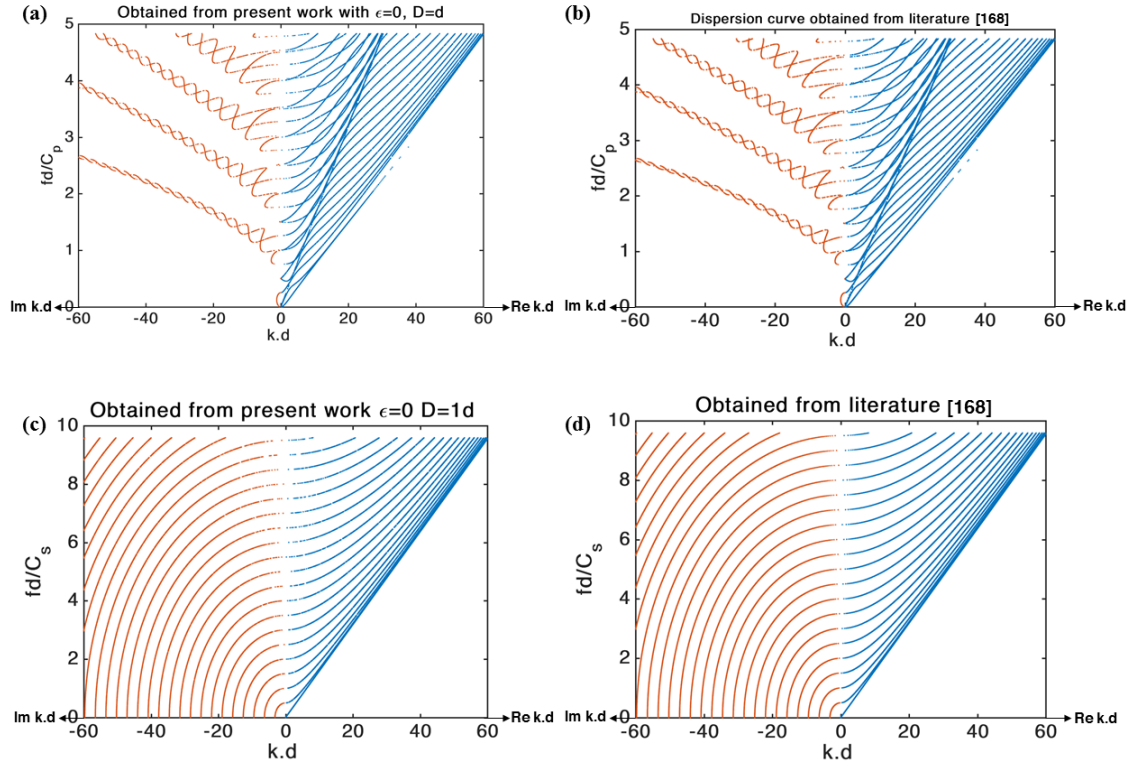 (a) Obtained from present work with ϵ=0, D=d
5
4
3
2
1
0
fd/Cp
-60 -40 -20 0 20 40 60
Im k.d
k.d
Re k.d
(b) Dispersion curve obtained from literature [168]
5
4
3
2
1
0
fd/Cp
-60 -40 -20 0 20 40 60
Im k.d
k.d
Re k.d
(c) Obtained from present work ϵ=0 D=1d
10
8
6
4
2
0
fd/Cs
Im k.d
Re k.d
-60 -40 -20 0 20 40 60
k.d
(d) Obtained from literature [168]
10
8
6
4
2
0
fd/Cs
Im k.d
Re k.d
-60 -40 -20 0 20 40 60
k.d